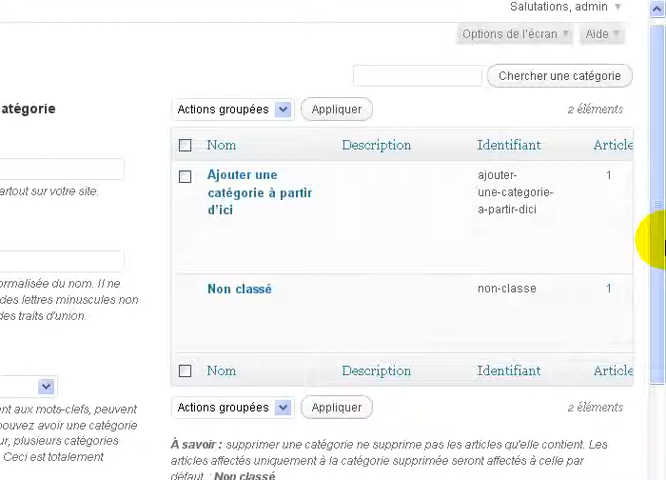 Salutations, admin
Options de l'écran
Aide
Chercher une catégorie
atégorie
Actions groupées
Appliquer
2 éléments
Nom Description Identifiant Article
artout sur votre site.
Ajouter une
catégorie à partir
d'ici
ajouter-
une-categorie-
a-partir-dici
1
ormalisée du nom. Il ne
des lettres minuscules non
des traits d'union.
Non classé non-classe 1
Nom Description Identifiant Article
Actions groupées
Appliquer
2 éléments
ent aux mots-clefs, peuvent
pouvez avoir une catégorie
ur, plusieurs catégories
Ceci est totalement
À savoir : supprimer une catégorie ne supprime pas les articles qu'elle contient. Les
articles affectés uniquement à la catégorie supprimée seront affectés à celle par
défaut : Non classé